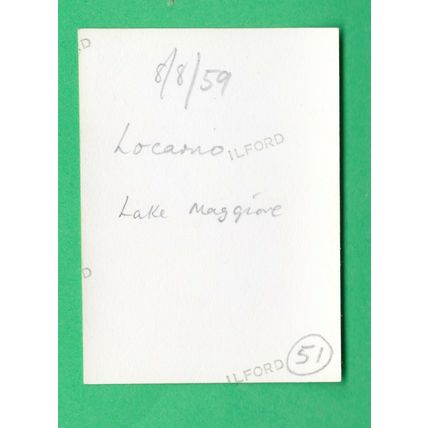 D
8/8/59
Locarno
ILFORD
Lake Maggiore
D
ILFORD
51